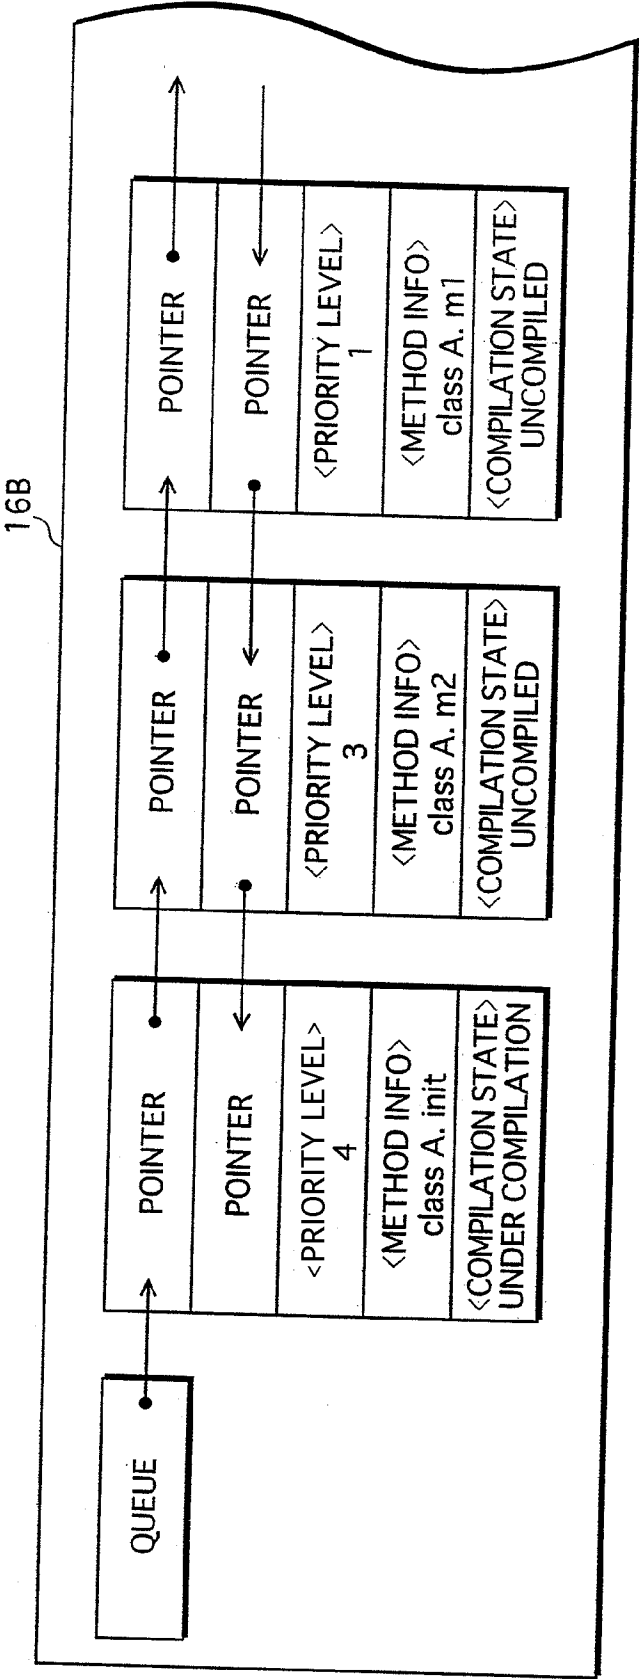 16B
QUEUE
POINTER
POINTER
<PRIORITY LEVEL>
4
<METHOD INFO>
class A. init
<COMPILATION STATE>
UNDER COMPILATION
POINTER
POINTER
<PRIORITY LEVEL>
3
<METHOD INFO>
class A. m2
<COMPILATION STATE>
UNCOMPILED
POINTER
POINTER
<PRIORITY LEVEL>
1
<METHOD INFO>
class A. m1
<COMPILATION STATE>
UNCOMPILED